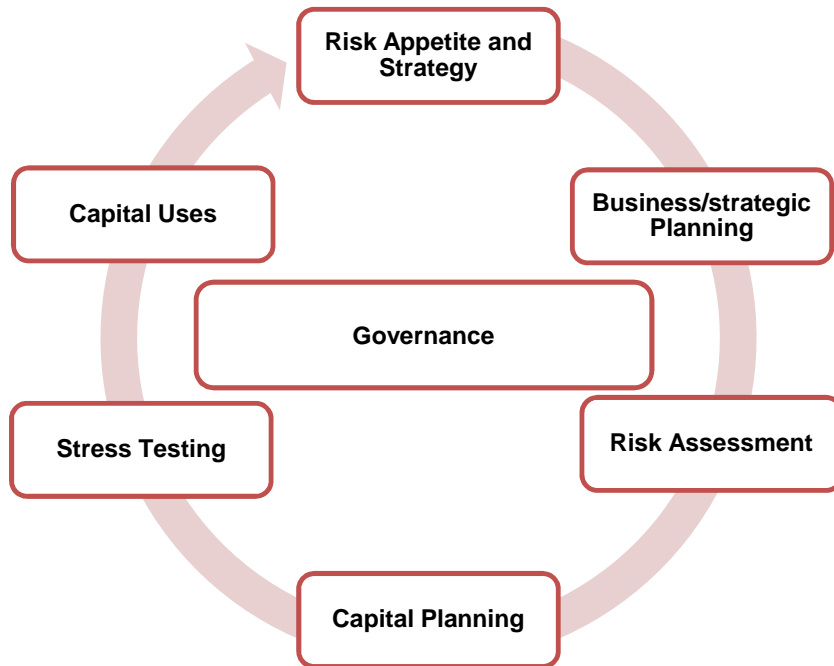 Risk Appetite and
Strategy
Business/strategic
Planning
Capital Uses
Governance
Risk Assessment
Stress Testing
Capital Planning